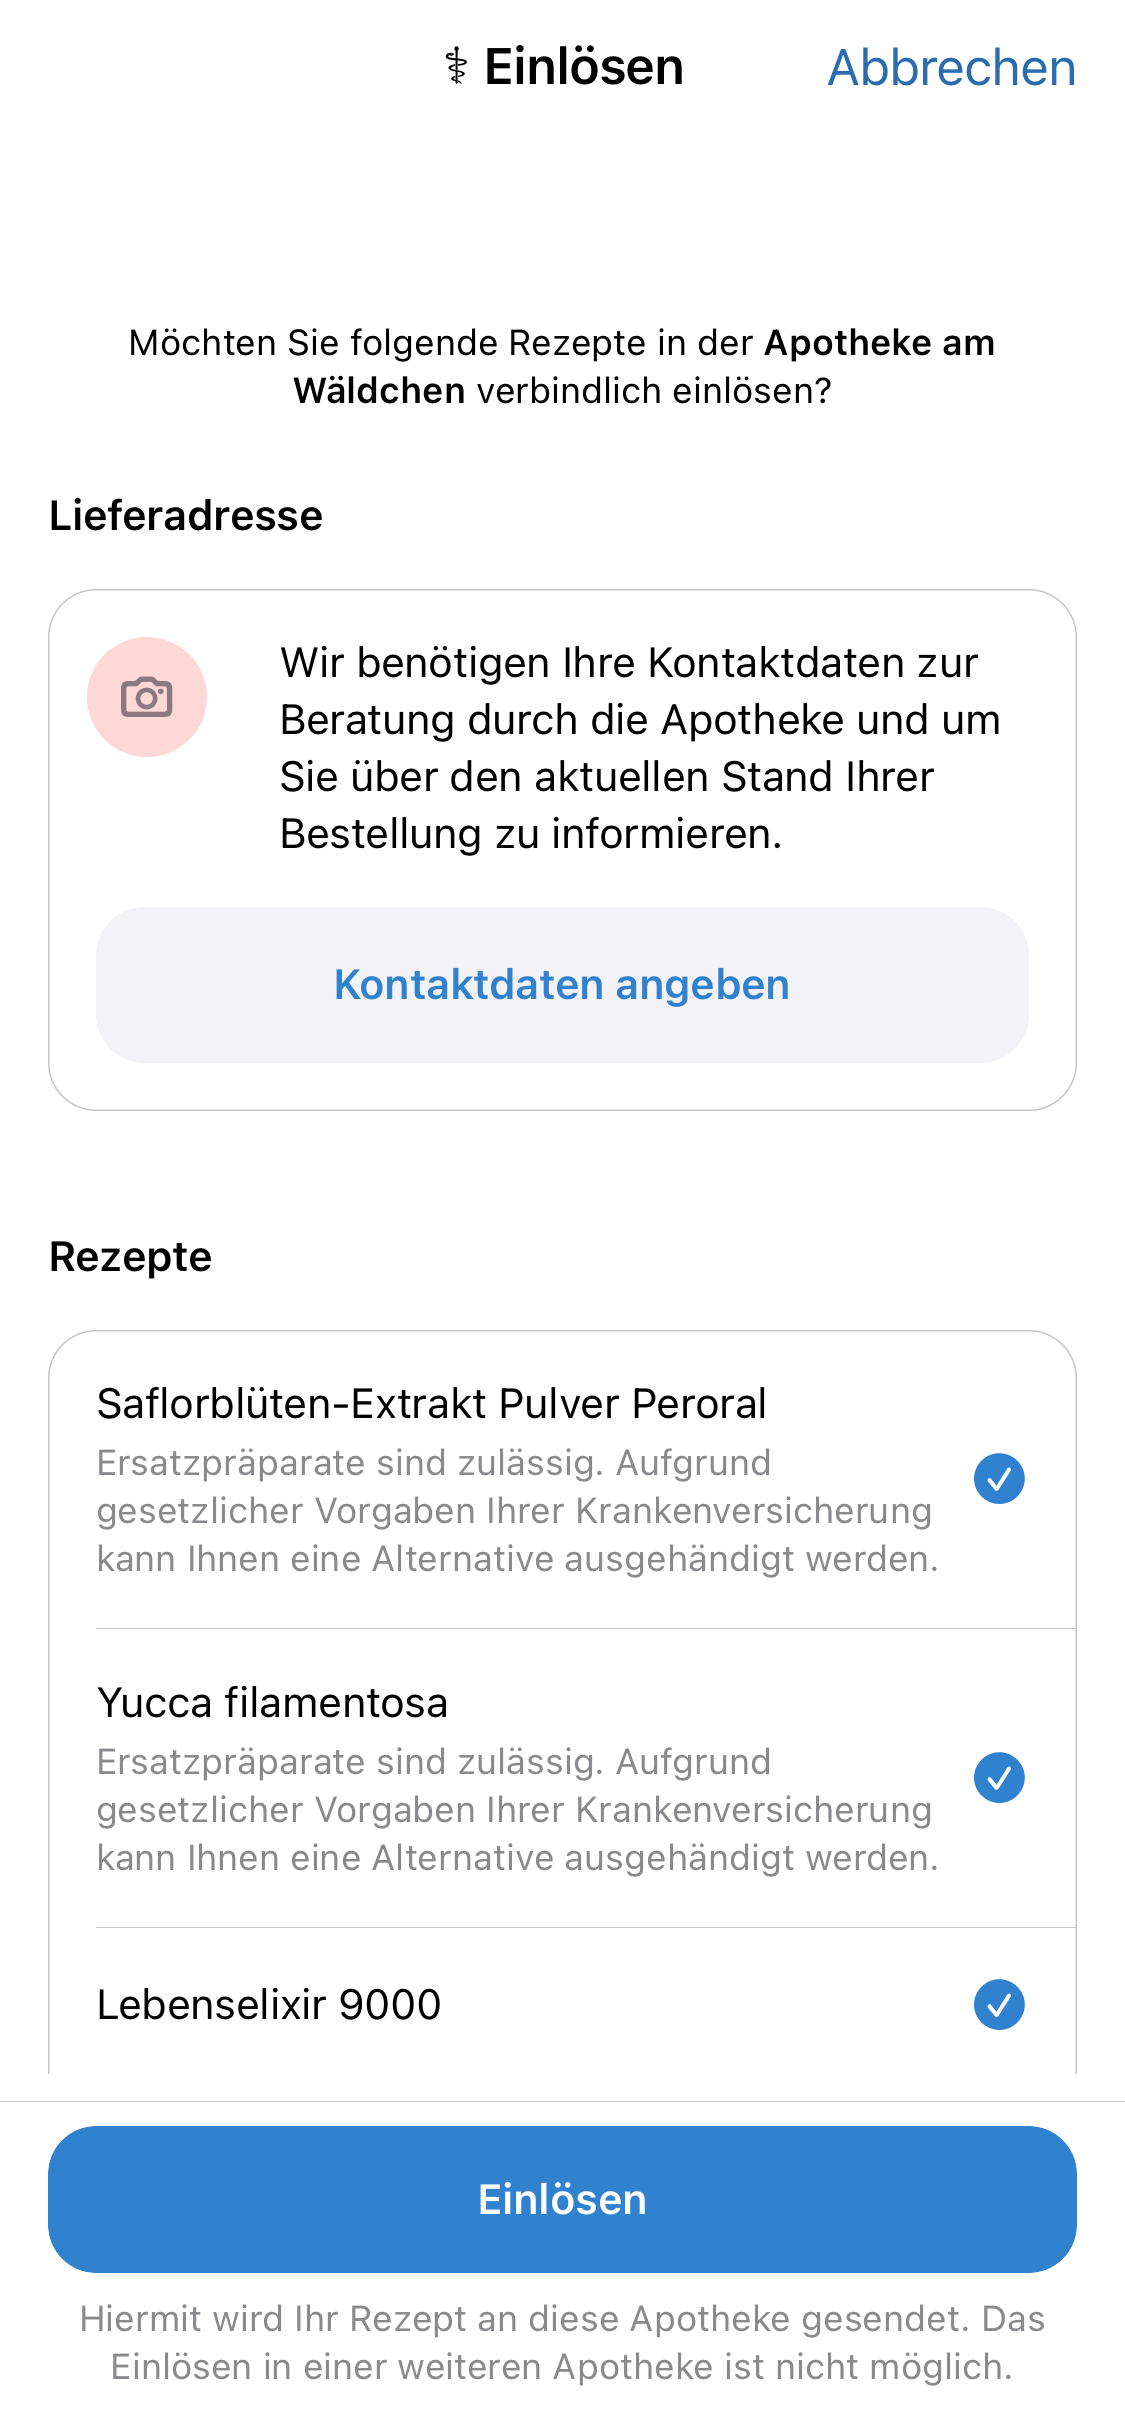 ⚕ Einlösen
Abbrechen
Möchten Sie folgende Rezepte in der Apotheke am
Wäldchen verbindlich einlösen?
Lieferadresse
Wir benötigen Ihre Kontaktdaten zur
Beratung durch die Apotheke und um
Sie über den aktuellen Stand Ihrer
Bestellung zu informieren.
Kontaktdaten angeben
Rezepte
Saflorblüten-Extrakt Pulver Peroral
Ersatzpräparate sind zulässig. Aufgrund
gesetzlicher Vorgaben Ihrer Krankenversicherung
kann Ihnen eine Alternative ausgehändigt werden.
Yucca filamentosa
Ersatzpräparate sind zulässig. Aufgrund
gesetzlicher Vorgaben Ihrer Krankenversicherung
kann Ihnen eine Alternative ausgehändigt werden.
Lebenselixir 9000
Einlösen
Hiermit wird Ihr Rezept an diese Apotheke gesendet. Das
Einlösen in einer weiteren Apotheke ist nicht möglich.